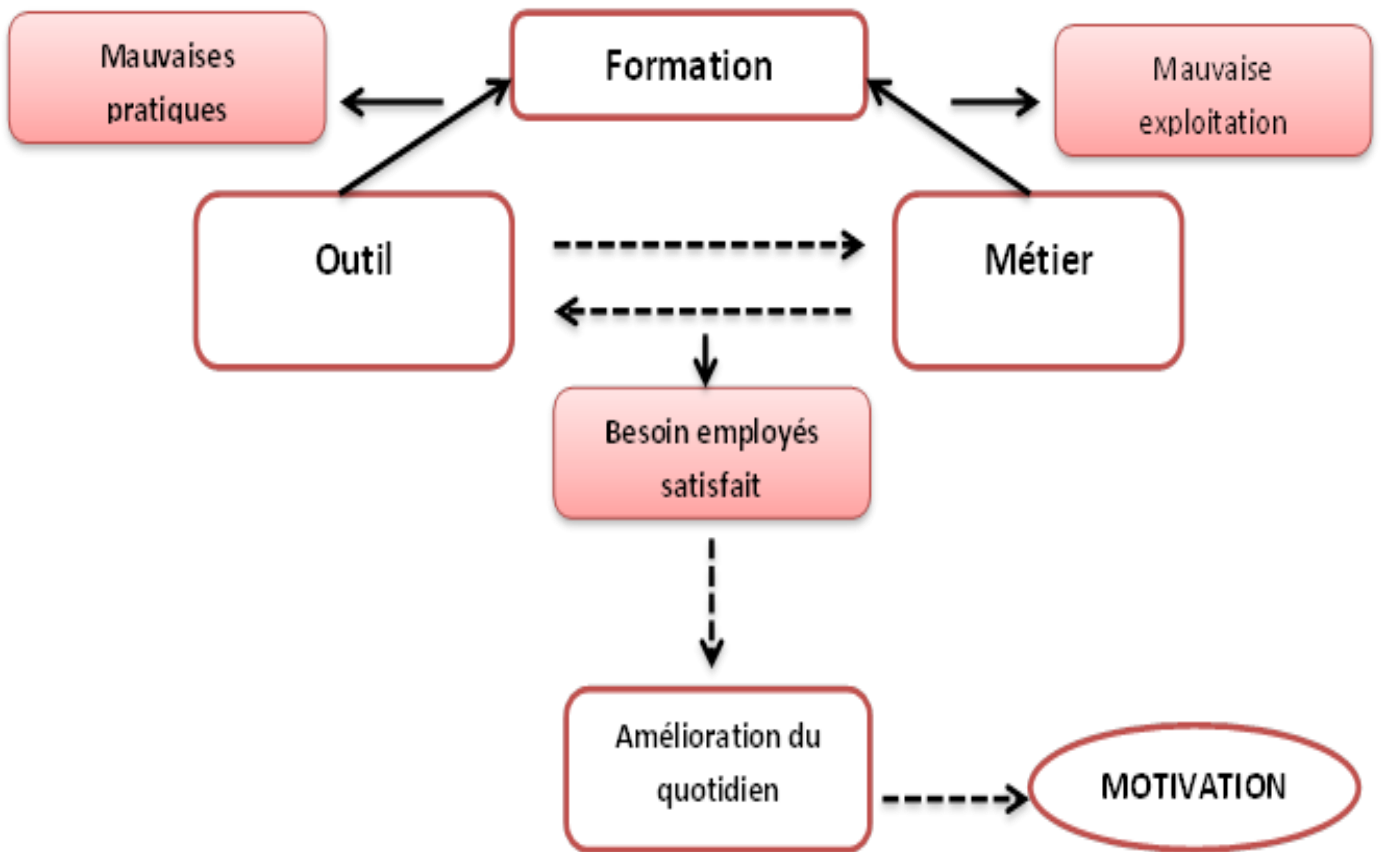 Mauvaises
pratiques
Formation
Mauvaise
exploitation
Outil
Métier
Besoin employés
satisfait
Amélioration du
quotidien
MOTIVATION